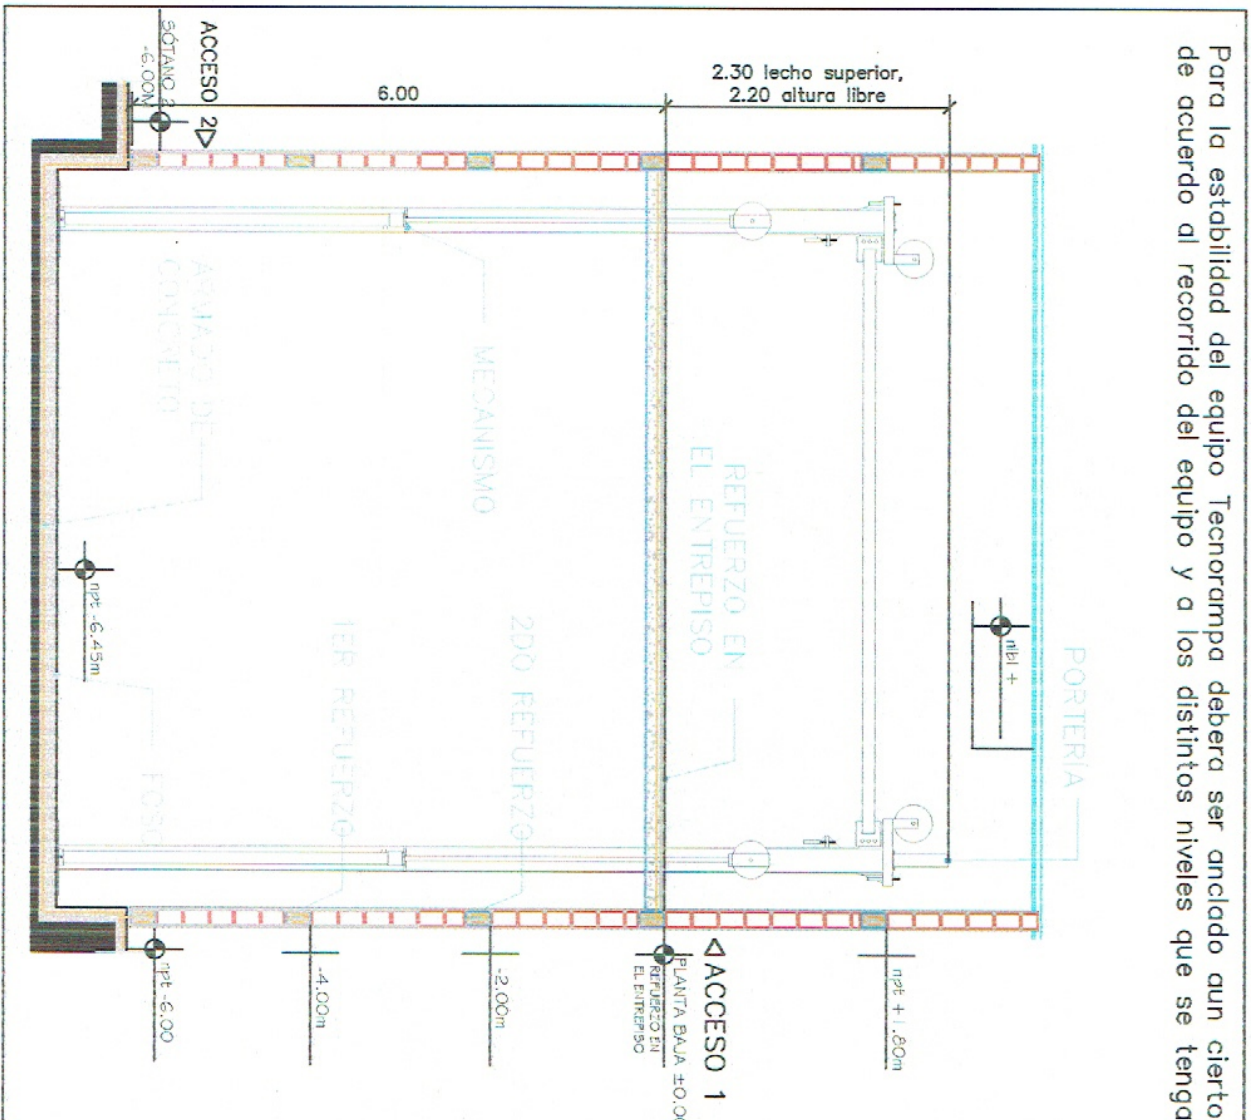 Para la estabilidad del equipo Tecnorampa debera ser anclado aun cierto
de acuerdo al recorrido del equipo y a los distintos niveles que se tenga
PORTERÍA
nibl +
2.30 lecho superior,
2.20 altura libre
6.00
npt +1.80m
ACCESO 1
PLANTA BAJA ±0.00
REFUERZO EN
EL ENTREPISO
REFUERZO EN
EL ENTREPISO
MECANISMO
2DO REFUERZO
-2.00m
1ER REFUERZO
-4.00m
ACCESO 2
SÓTANO 2
-6.00M
ARMADO DE
CONCRETO
FOSO
npt -6.00
npt -6.45m